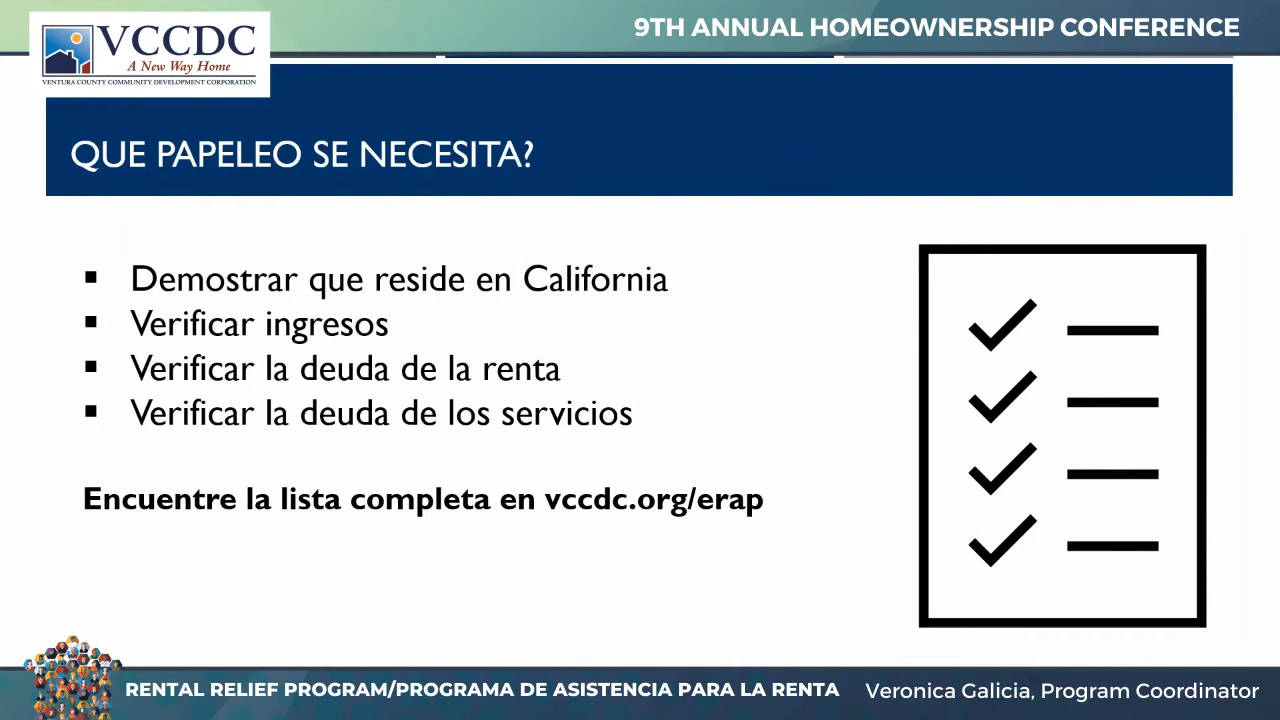 9TH ANNUAL HOMEOWNERSHIP CONFERENCE
VCCDC
A New Way Home
VENTURA COUNTY COMMUNITY DEVELOPMENT CORPORATION
QUE PAPELEO SE NECESITA?
▪ Demostrar que reside en California
▪ Verificar ingresos
▪ Verificar la deuda de la renta
▪ Verificar la deuda de los servicios
Encuentre la lista completa en vccdc.org/erap
RENTAL RELIEF PROGRAM/PROGRAMA DE ASISTENCIA PARA LA RENTA
Veronica Galicia, Program Coordinator